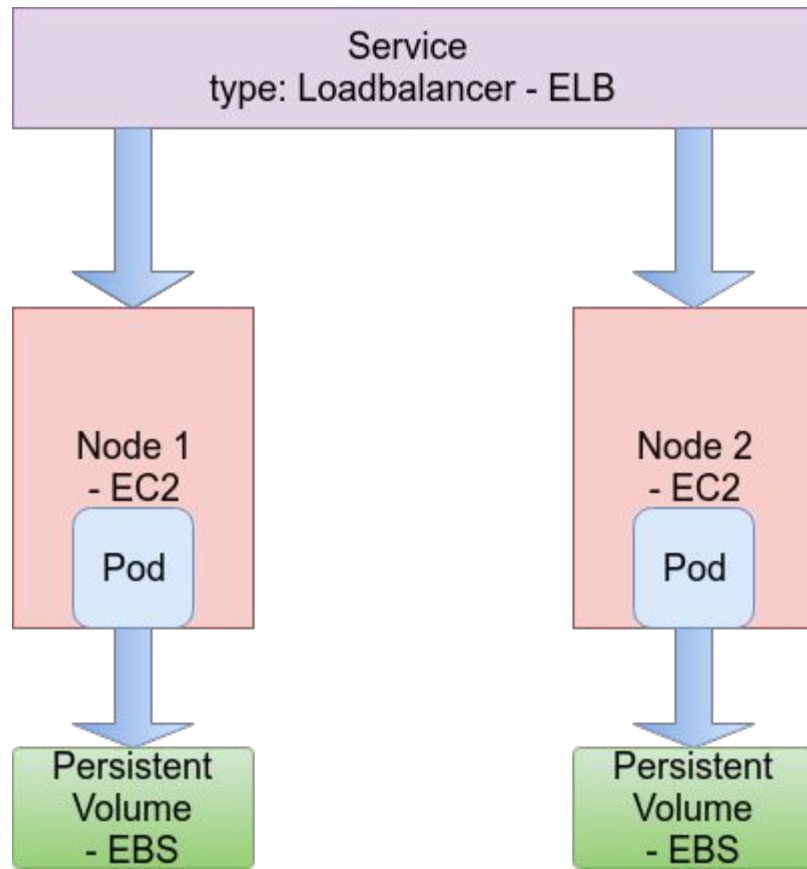 Service
type: Loadbalancer - ELB
Node 1
- EC2
Pod
Node 2
- EC2
Pod
Persistent
Volume
- EBS
Persistent
Volume
- EBS